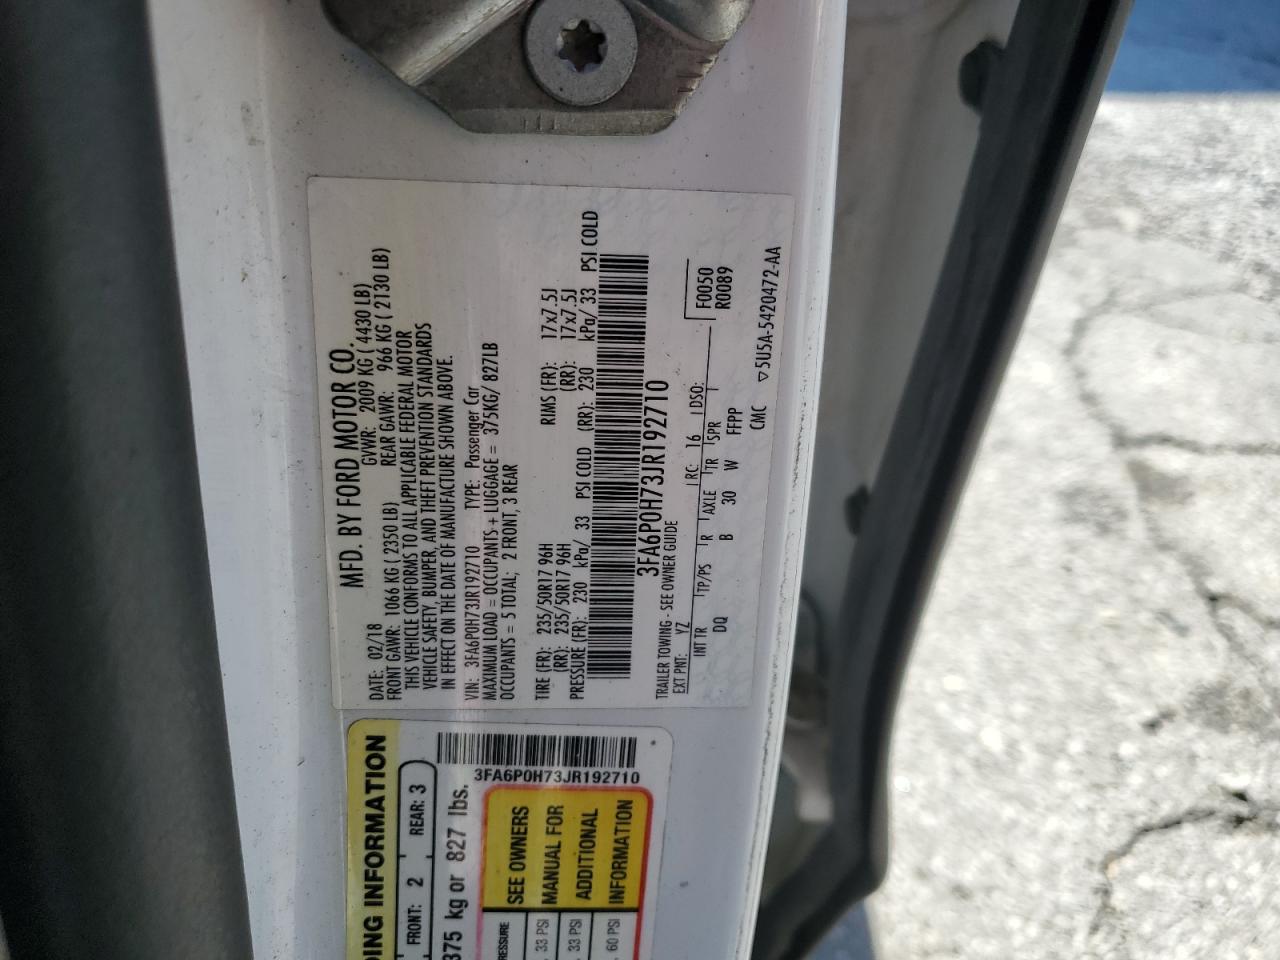 MFD. BY FORD MOTOR CO.
DATE: 02/18 GVWR: 2009 KG ( 4430 LB)
FRONT GAWR: 1066 KG ( 2350 LB) REAR GAWR: 966 KG ( 2130 LB)
THIS VEHICLE CONFORMS TO ALL APPLICABLE FEDERAL MOTOR
VEHICLE SAFETY, BUMPER, AND THEFT PREVENTION STANDARDS
IN EFFECT ON THE DATE OF MANUFACTURE SHOWN ABOVE.
VIN: 3FA6P0H73JR192710 TYPE: Passenger Car
MAXIMUM LOAD = OCCUPANTS + LUGGAGE = 375KG/ 827LB
OCCUPANTS = 5 TOTAL; 2 FRONT, 3 REAR
TIRE (FR): 235/50R17 96H RIMS (FR): 17x7.5J
(RR): 235/50R17 96H (RR): 17x7.5J
PRESSURE (FR): 230 kPa/ 33 PSI COLD (RR): 230 kPa/ 33 PSI COLD
3FA6P0H73JR192710
TRAILER TOWING - SEE OWNER GUIDE
EXT PNT: YZ RC: 16 DSO: F0050
R0089
INT TR TP/PS R AXLE TR SPR
DQ B 30 W FFPP
CMC ▽5U5A-5420472-AA
DING INFORMATION
FRONT: 2 REAR: 3
375 kg or 827 lbs.
3FA6P0H73JR192710
SEE OWNERS
MANUAL FOR
ADDITIONAL
INFORMATION
RESSURE
, 33 PSI
, 33 PSI
, 60 PSI